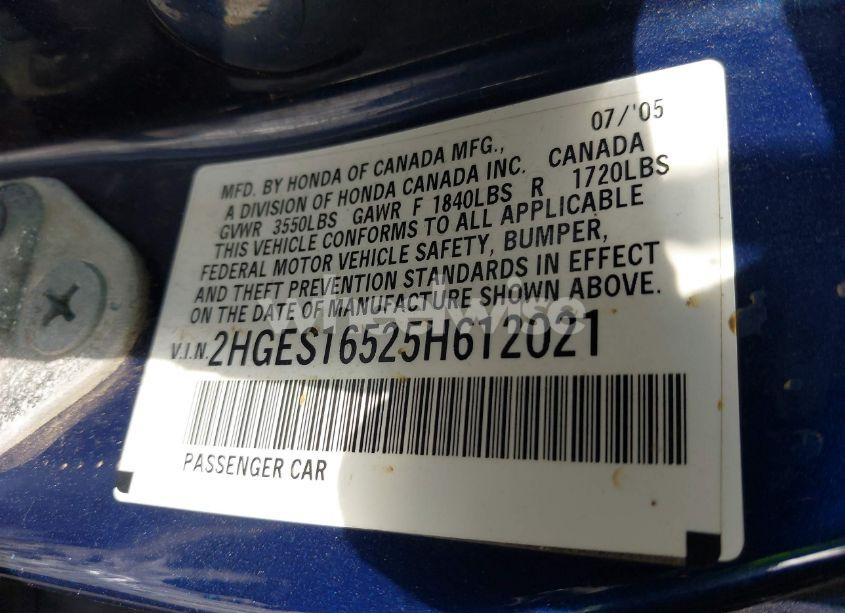 07/'05
MFD. BY HONDA OF CANADA MFG.,
A DIVISION OF HONDA CANADA INC. CANADA
GVWR 3550LBS GAWR F 1840LBS R 1720LBS
THIS VEHICLE CONFORMS TO ALL APPLICABLE
FEDERAL MOTOR VEHICLE SAFETY, BUMPER,
AND THEFT PREVENTION STANDARDS IN EFFECT
ON THE DATE OF MANUFACTURE SHOWN ABOVE.
V.I.N. 2HGES16525H612021
PASSENGER CAR